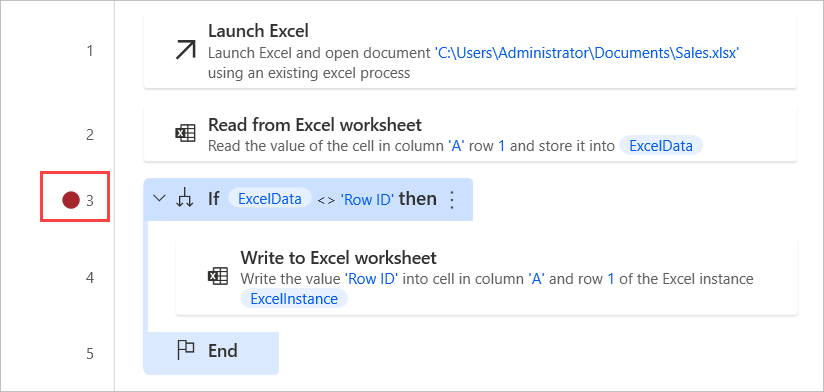 1
Launch Excel
Launch Excel and open document 'C:\Users\Administrator\Documents\Sales.xlsx'
using an existing excel process
2
Read from Excel worksheet
Read the value of the cell in column 'A' row 1 and store it into ExcelData
3
If ExcelData <> 'Row ID' then
4
Write to Excel worksheet
Write the value 'Row ID' into cell in column 'A' and row 1 of the Excel instance
ExcelInstance
5
End